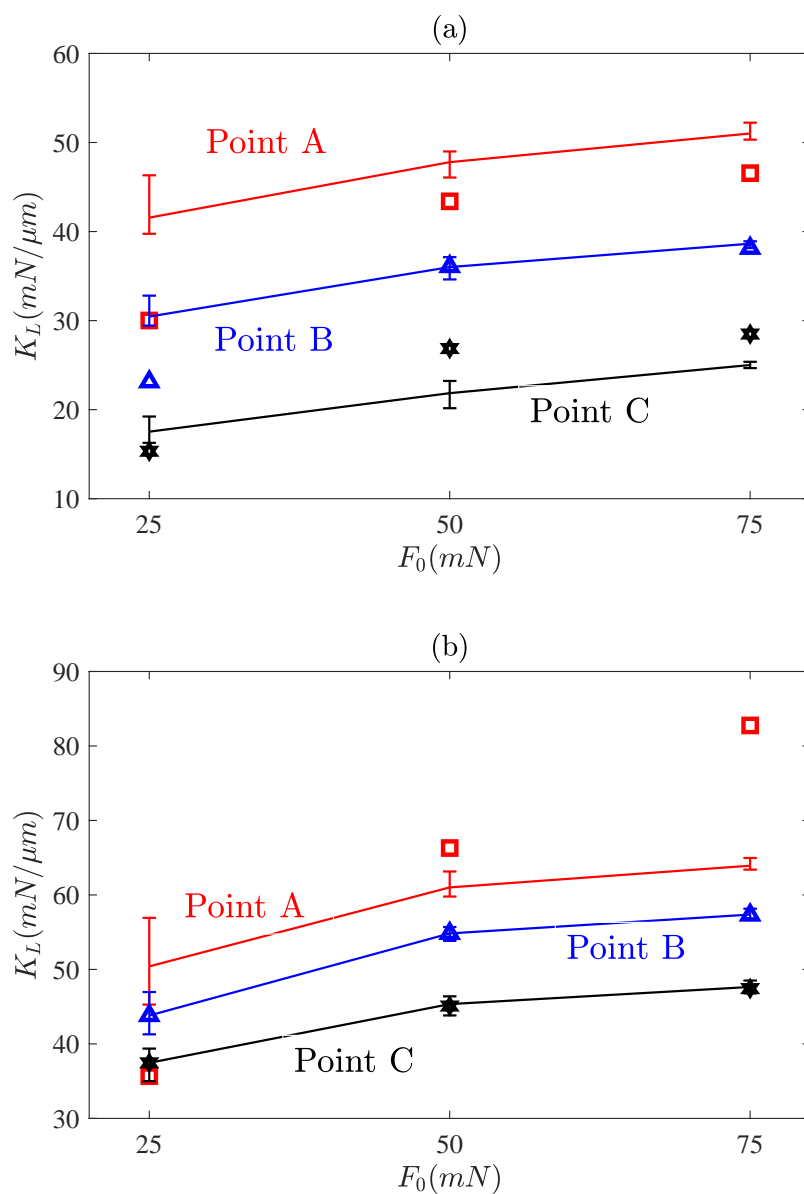 (a)
60
50
40
30
20
10
K_L(mN/μm)
Point A
Point B
Point C
25 50 75
F_0(mN)
(b)
90
80
70
60
50
40
30
K_L(mN/μm)
Point A
Point B
Point C
25 50 75
F_0(mN)